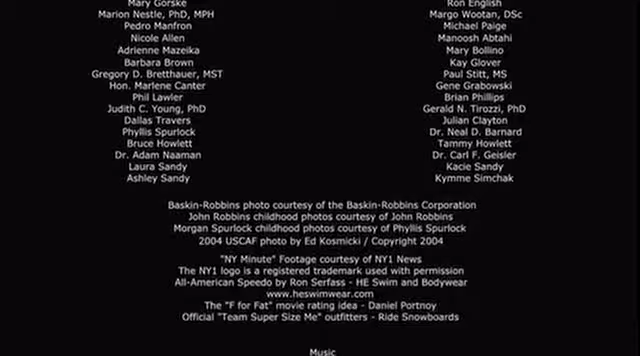 Mary Gorske Ron English
Marion Nestle, PhD, MPH Margo Wootan, DSc
Pedro Manfron Michael Paige
Nicole Allen Manoosh Abtahi
Adrienne Mazeika Mary Bollino
Barbara Brown Kay Glover
Gregory D. Bretthauer, MST Paul Stitt, MS
Hon. Marlene Canter Gene Grabowski
Phil Lawler Brian Phillips
Judith C. Young, PhD Gerald N. Tirozzi, PhD
Dallas Travers Julian Clayton
Phyllis Spurlock Dr. Neal D. Barnard
Bruce Howlett Tammy Howlett
Dr. Adam Naaman Dr. Carl F. Geisler
Laura Sandy Kacie Sandy
Ashley Sandy Kymme Simchak
Baskin-Robbins photo courtesy of the Baskin-Robbins Corporation
John Robbins childhood photos courtesy of John Robbins
Morgan Spurlock childhood photos courtesy of Phyllis Spurlock
2004 USCAF photo by Ed Kosmicki / Copyright 2004
"NY Minute" Footage courtesy of NY1 News
The NY1 logo is a registered trademark used with permission
All-American Speedo by Ron Serfass - HE Swim and Bodywear
www.heswimwear.com
The "F for Fat" movie rating idea - Daniel Portnoy
Official "Team Super Size Me" outfitters - Ride Snowboards
Music